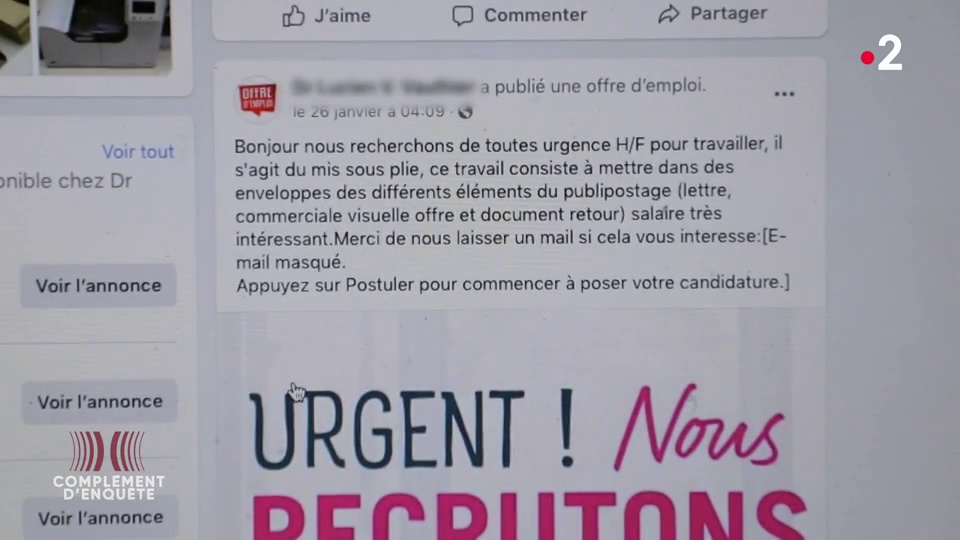 J'aime
Commenter
Partager
2
OFFRE
D'EMPLOI
a publié une offre d'emploi.
le 26 janvier à 04:09
Voir tout
onible chez Dr
Bonjour nous recherchons de toutes urgence H/F pour travailler, il
s'agit du mis sous plie, ce travail consiste à mettre dans des
enveloppes des différents éléments du publipostage (lettre,
commerciale visuelle offre et document retour) salaire très
intéressant.Merci de nous laisser un mail si cela vous interesse:[E-
mail masqué.
Appuyez sur Postuler pour commencer à poser votre candidature.]
Voir l'annonce
Voir l'annonce
Voir l'annonce
URGENT ! Nous
RECRUTONS
COMPLÉMENT
D'ENQUÊTE